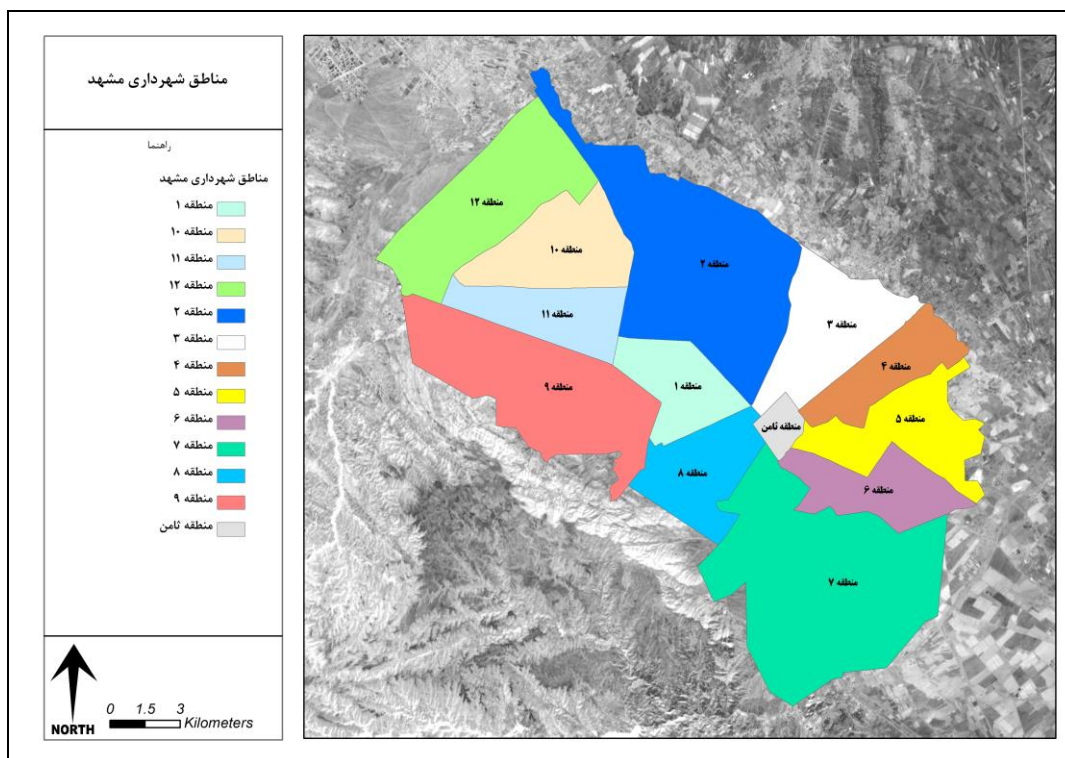 مناطق شهرداری مشهد
راهنما
مناطق شهرداری مشهد
منطقه ۱
منطقه ۱۰
منطقه ۱۱
منطقه ۱۲
منطقه ۲
منطقه ۳
منطقه ۴
منطقه ۵
منطقه ۶
منطقه ۷
منطقه ۸
منطقه ۹
منطقه ثامن
NORTH
0 1.5 3
Kilometers
منطقه ۱۲
منطقه ۱۰
منطقه ۲
منطقه ۱۱
منطقه ۳
منطقه ۴
منطقه ۹
منطقه ۱
منطقه ۵
منطقه ثامن
منطقه ۸
منطقه ۶
منطقه ۷